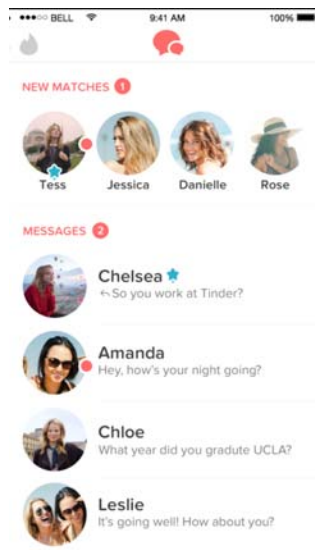 BELL 9:41 AM 100%
NEW MATCHES 1
Tess Jessica Danielle Rose
MESSAGES 2
Chelsea
So you work at Tinder?
Amanda
Hey, how's your night going?
Chloe
What year did you gradute UCLA?
Leslie
It's going well! How about you?